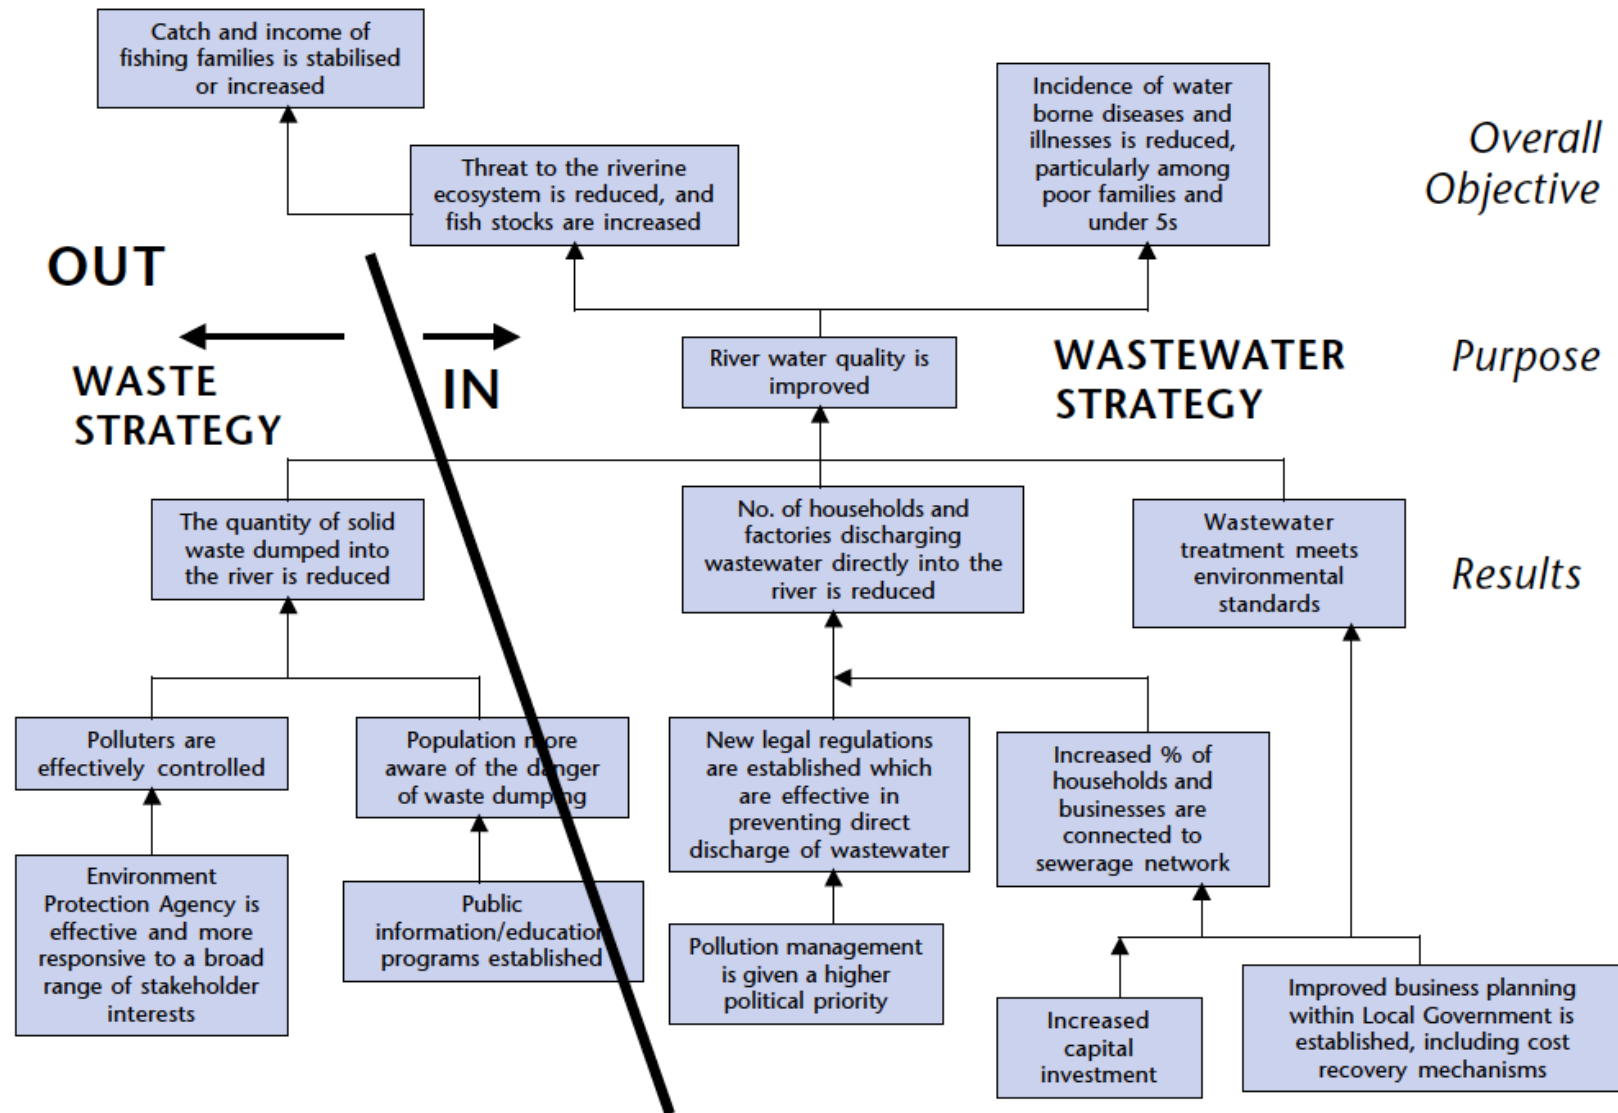 Catch and income of
fishing families is stabilised
or increased
Threat to the riverine
ecosystem is reduced, and
fish stocks are increased
Incidence of water
borne diseases and
illnesses is reduced,
particularly among
poor families and
under 5s
Overall
Objective
OUT
WASTE
STRATEGY
IN
River water quality is
improved
WASTEWATER
STRATEGY
Purpose
The quantity of solid
waste dumped into
the river is reduced
No. of households and
factories discharging
wastewater directly into the
river is reduced
Wastewater
treatment meets
environmental
standards
Results
Polluters are
effectively controlled
Population more
aware of the danger
of waste dumping
New legal regulations
are established which
are effective in
preventing direct
discharge of wastewater
Increased % of
households and
businesses are
connected to
sewerage network
Environment
Protection Agency is
effective and more
responsive to a broad
range of stakeholder
interests
Public
information/education
programs established
Pollution management
is given a higher
political priority
Increased
capital
investment
Improved business planning
within Local Government is
established, including cost
recovery mechanisms